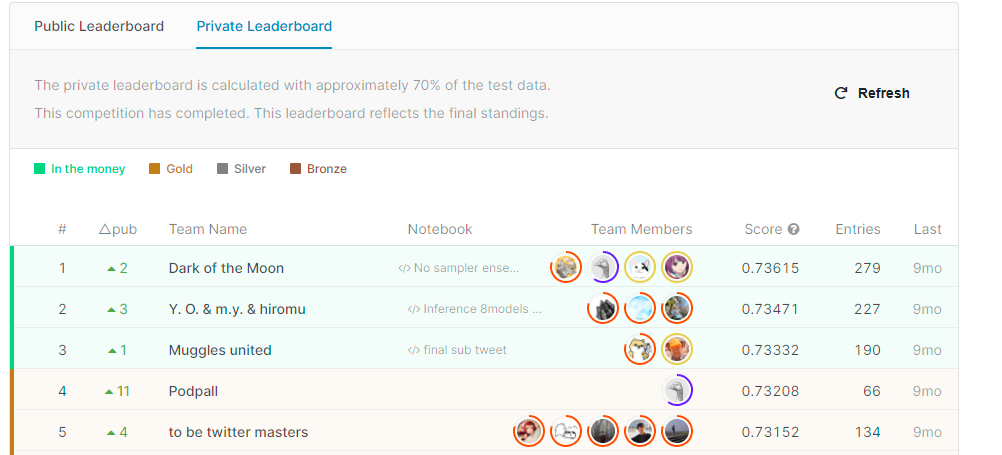 Public Leaderboard Private Leaderboard
The private leaderboard is calculated with approximately 70% of the test data.
This competition has completed. This leaderboard reflects the final standings.
Refresh
In the money Gold Silver Bronze
# △pub Team Name Notebook Team Members Score Entries Last
1 2 Dark of the Moon </> No sampler ense... 0.73615 279 9mo
2 3 Y. O. & m.y. & hiromu </> Inference 8models ... 0.73471 227 9mo
3 1 Muggles united </> final sub tweet 0.73332 190 9mo
4 11 Podpall 0.73208 66 9mo
5 4 to be twitter masters 0.73152 134 9mo